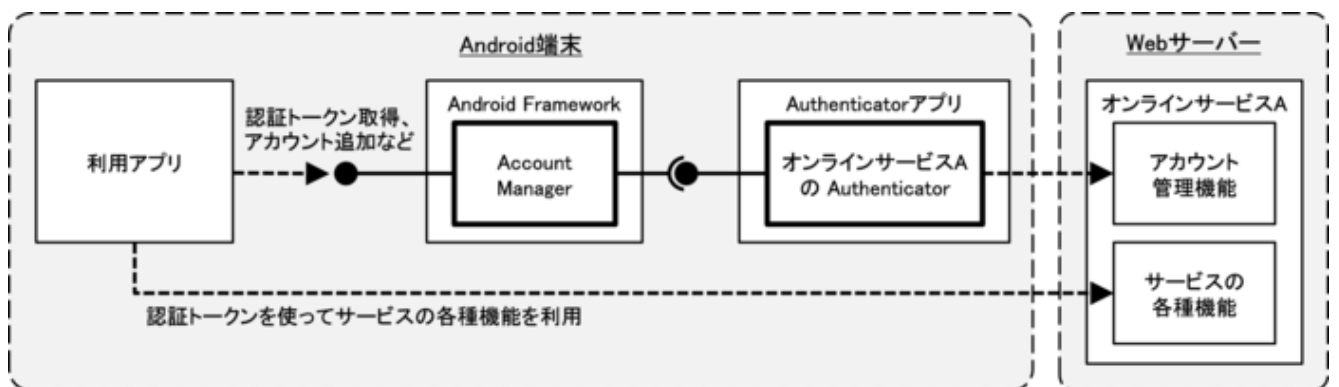 Android端末
Webサーバー
利用アプリ
認証トークン取得、
アカウント追加など
Android Framework
Account
Manager
Authenticatorアプリ
オンラインサービスA
の Authenticator
オンラインサービスA
アカウント
管理機能
サービスの
各種機能
認証トークンを使ってサービスの各種機能を利用